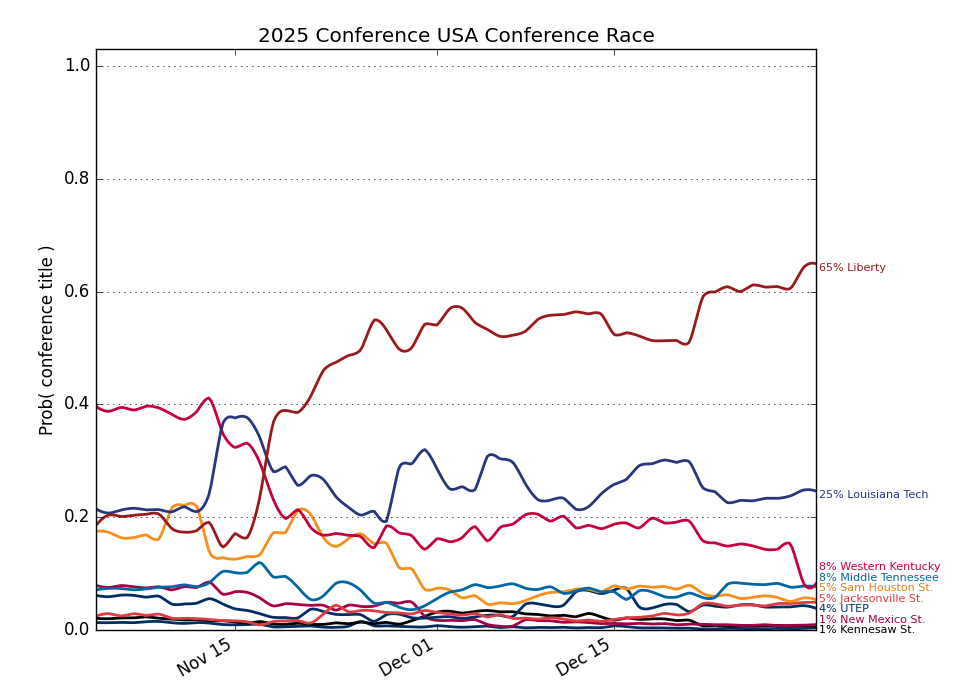 2025 Conference USA Conference Race
1.0
0.8
0.6
0.4
0.2
0.0
Prob( conference title )
Nov 15
Dec 01
Dec 15
65% Liberty
25% Louisiana Tech
8% Western Kentucky
8% Middle Tennessee
5% Sam Houston St.
5% Jacksonville St.
4% UTEP
1% New Mexico St.
1% Kennesaw St.